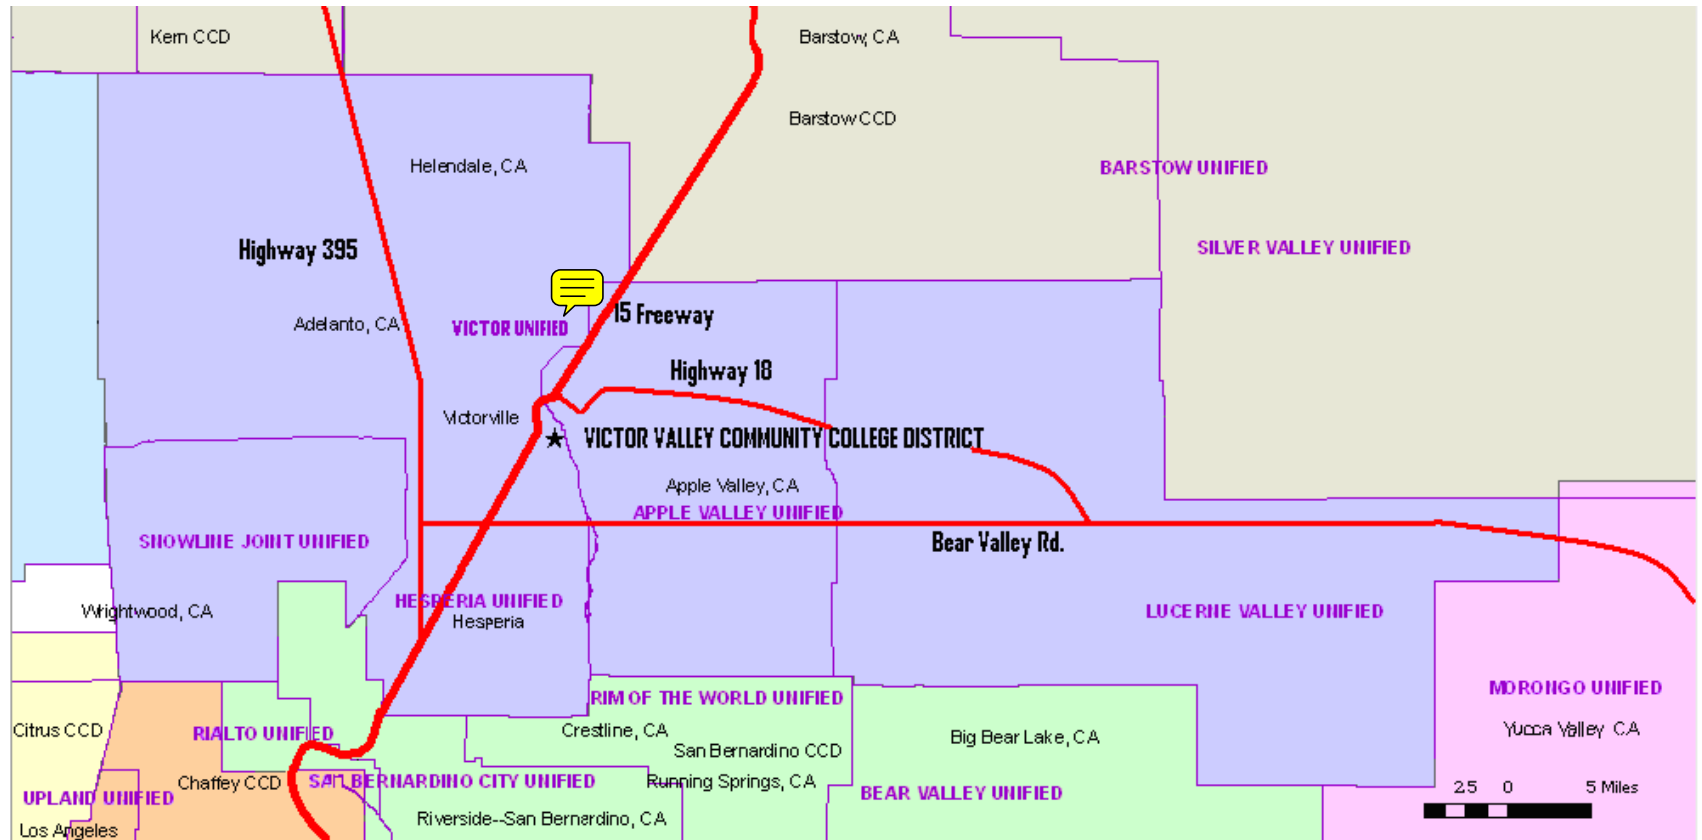 Kern CCD
Barstow, CA
Barstow CCD
Helendale, CA
BARSTOW UNIFIED
Highway 395
SILVER VALLEY UNIFIED
15 Freeway
Adelanto, CA
VICTOR UNIFIED
Highway 18
Victorville
VICTOR VALLEY COMMUNITY COLLEGE DISTRICT
Apple Valley, CA
APPLE VALLEY UNIFIED
SNOWLINE JOINT UNIFIED
Bear Valley Rd.
HESPERIA UNIFIED
Hesperia
Wrightwood, CA
LUCERNE VALLEY UNIFIED
RIM OF THE WORLD UNIFIED
MORONGO UNIFIED
Citrus CCD
RIALTO UNIFIED
Crestline, CA
Yucca Valley CA
San Bernardino CCD
Big Bear Lake, CA
Chaffey CCD
SAN BERNARDINO CITY UNIFIED
Running Springs, CA
UPLAND UNIFIED
BEAR VALLEY UNIFIED
2.5 0 5 Miles
Los Angeles
Riverside--San Bernardino, CA